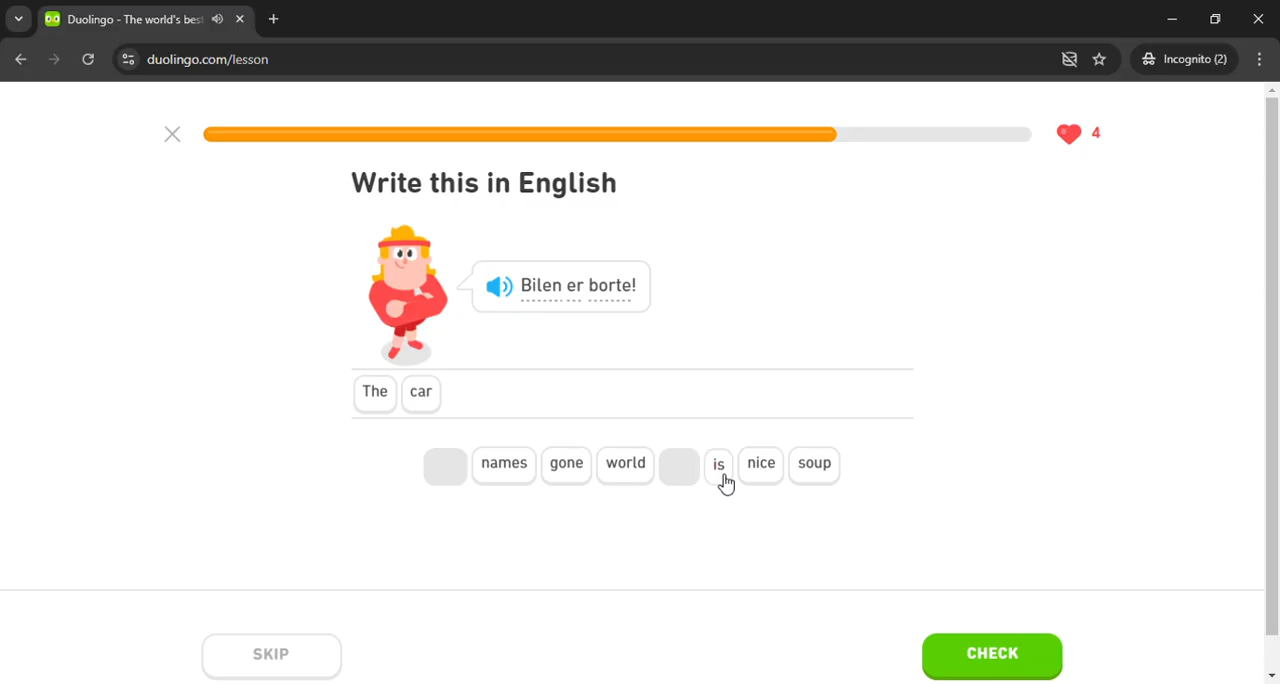 Duolingo - The world's bes
duolingo.com/lesson
Incognito (2)
4
Write this in English
Bilen er borte!
The car
names gone world is nice soup
SKIP
CHECK